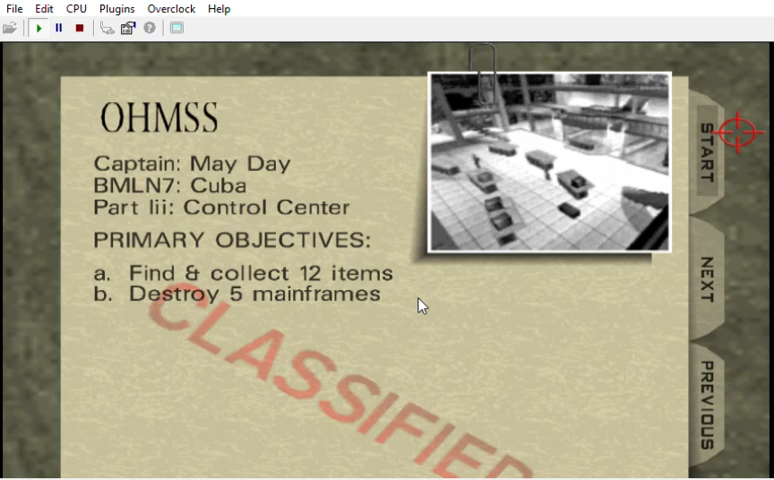 File Edit CPU Plugins Overclock Help
OHMSS
Captain: May Day
BMLN7: Cuba
Part Iii: Control Center
PRIMARY OBJECTIVES:
a. Find & collect 12 items
b. Destroy 5 mainframes
CLASSIFIED
START
NEXT
PREVIOUS